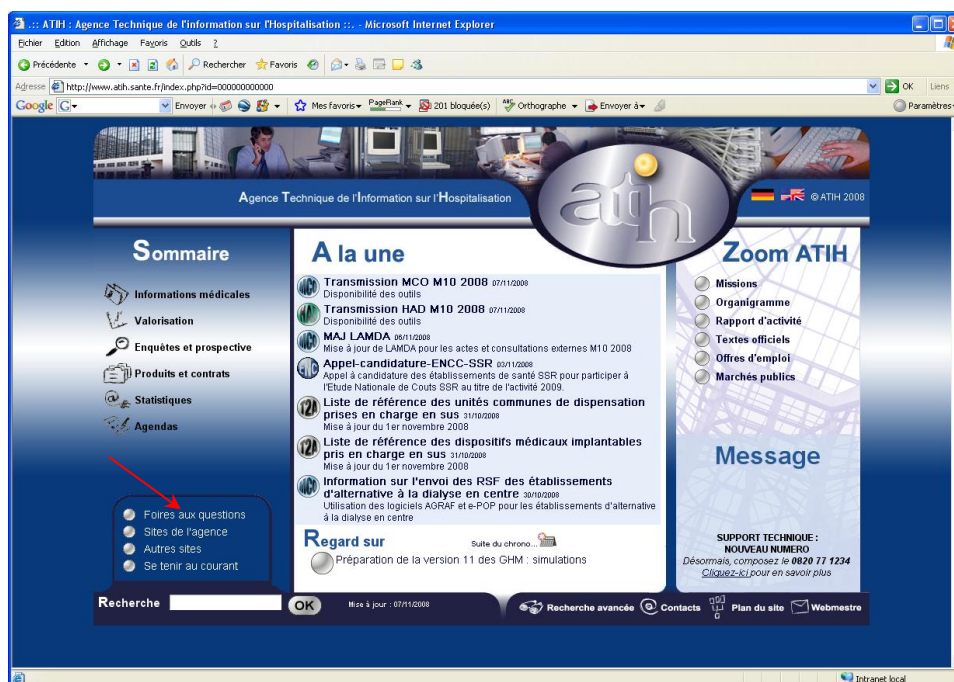 .:: ATIH : Agence Technique de l'information sur l'Hospitalisation ::. - Microsoft Internet Explorer
Fichier Edition Affichage Favoris Outils ?
Précédente Rechercher Favoris
Adresse http://www.atih.sante.fr/index.php?id=000000000000 OK Liens
Google G Envoyer Mes favoris PageRank 201 bloquée(s) ABC Orthographe Envoyer à Paramètres
Agence Technique de l'Information sur l'Hospitalisation
atih
© ATIH 2008
Sommaire
Informations médicales
Valorisation
Enquêtes et prospective
Produits et contrats
Statistiques
Agendas
Foires aux questions
Sites de l'agence
Autres sites
Se tenir au courant
A la une
Transmission MCO M10 2008 07/11/2008
Disponibilité des outils
Transmission HAD M10 2008 07/11/2008
Disponibilité des outils
MAJ LAMDA 06/11/2008
Mise à jour de LAMDA pour les actes et consultations externes M10 2008
Appel-candidature-ENCC-SSR 03/11/2008
Appel à candidature des établissements de santé SSR pour participer à
l'Etude Nationale de Couts SSR au titre de l'activité 2009.
T2A
Liste de référence des unités communes de dispensation
prises en charge en sus 31/10/2008
Mise à jour du 1er novembre 2008
T2A
Liste de référence des dispositifs médicaux implantables
pris en charge en sus 31/10/2008
Mise à jour du 1er novembre 2008
Information sur l'envoi des RSF des établissements
d'alternative à la dialyse en centre 30/10/2008
Utilisation des logiciels AGRAF et e-POP pour les établissements d'alternative
à la dialyse en centre
Regard sur
Suite du chrono...
Préparation de la version 11 des GHM : simulations
Zoom ATIH
Missions
Organigramme
Rapport d'activité
Textes officiels
Offres d'emploi
Marchés publics
Message
SUPPORT TECHNIQUE :
NOUVEAU NUMERO
Désormais, composez le 0820 77 1234
Cliquez-ici pour en savoir plus
Recherche OK Mise à jour : 07/11/2008 Recherche avancée Contacts Plan du site Webmestre
Intranet local